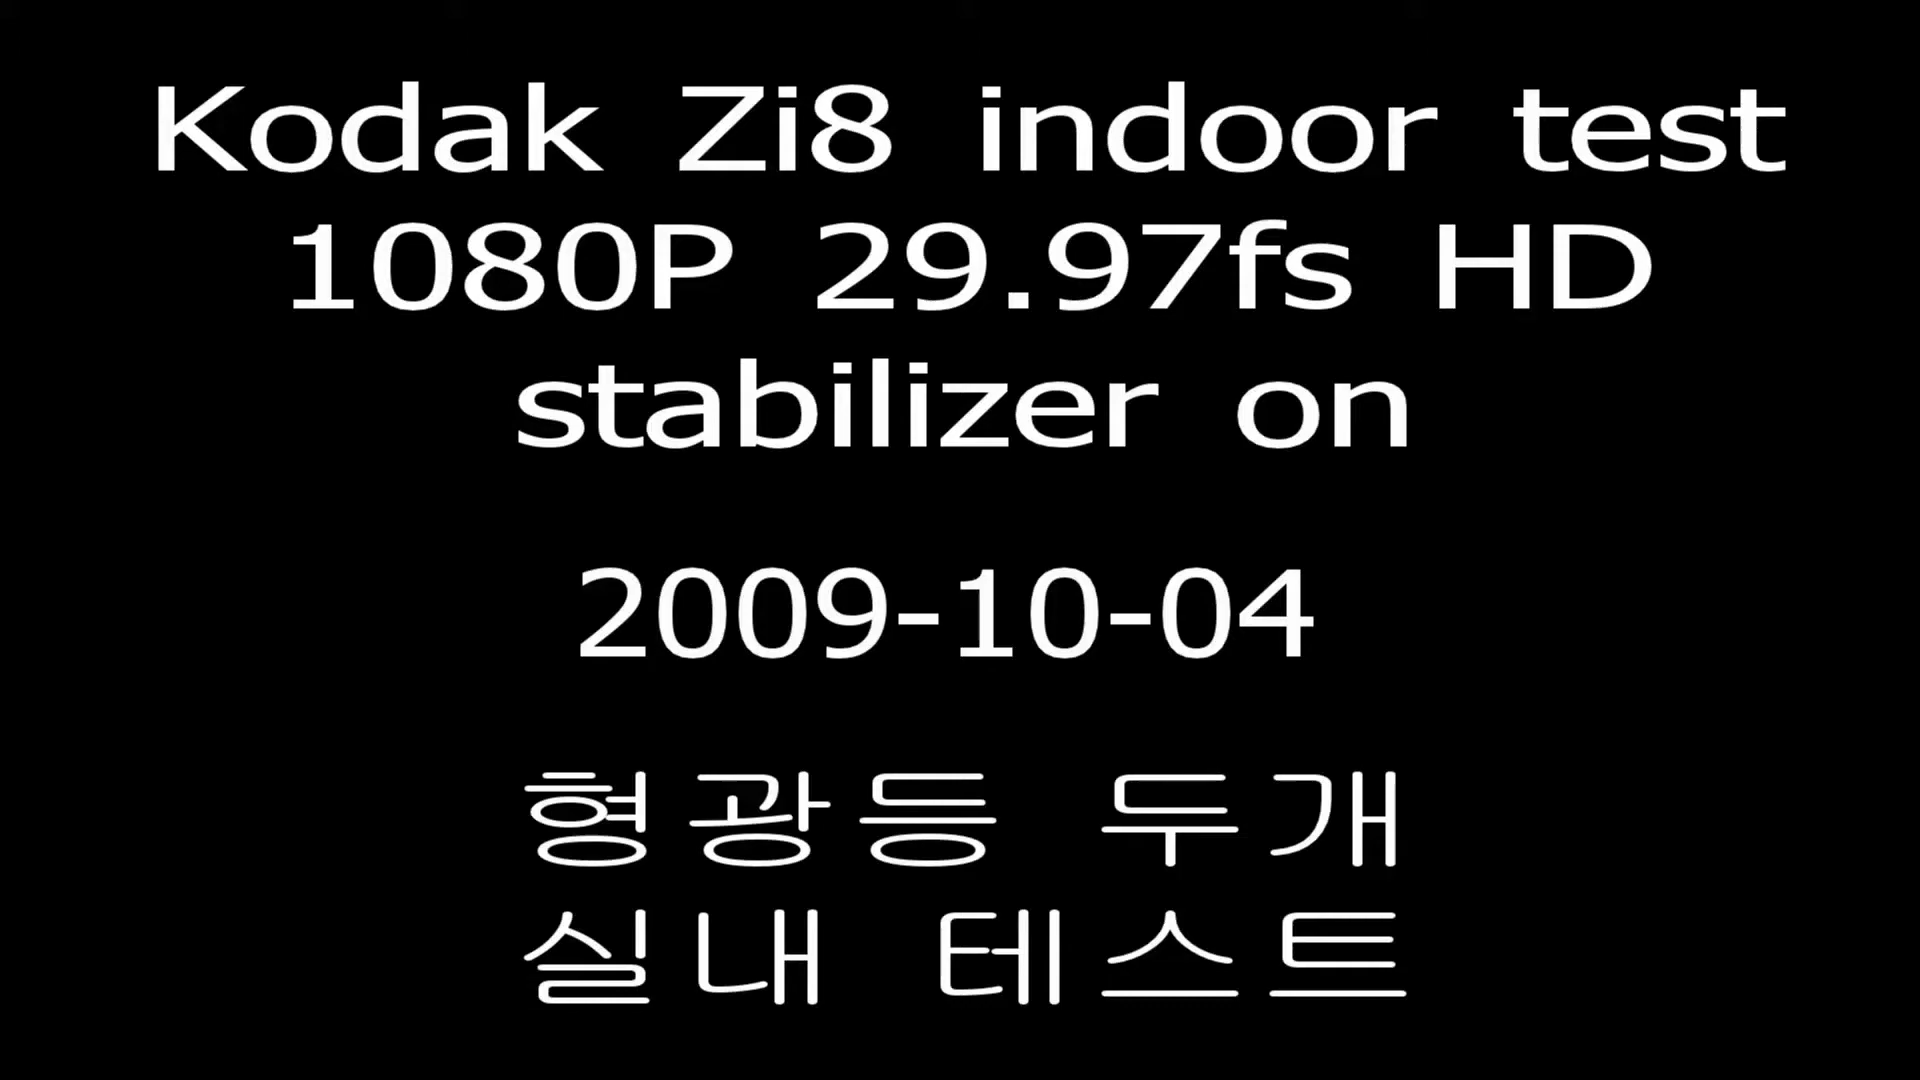 Kodak Zi8 indoor test
1080P 29.97fs HD
stabilizer on
2009-10-04
형광등 두개
실내 테스트